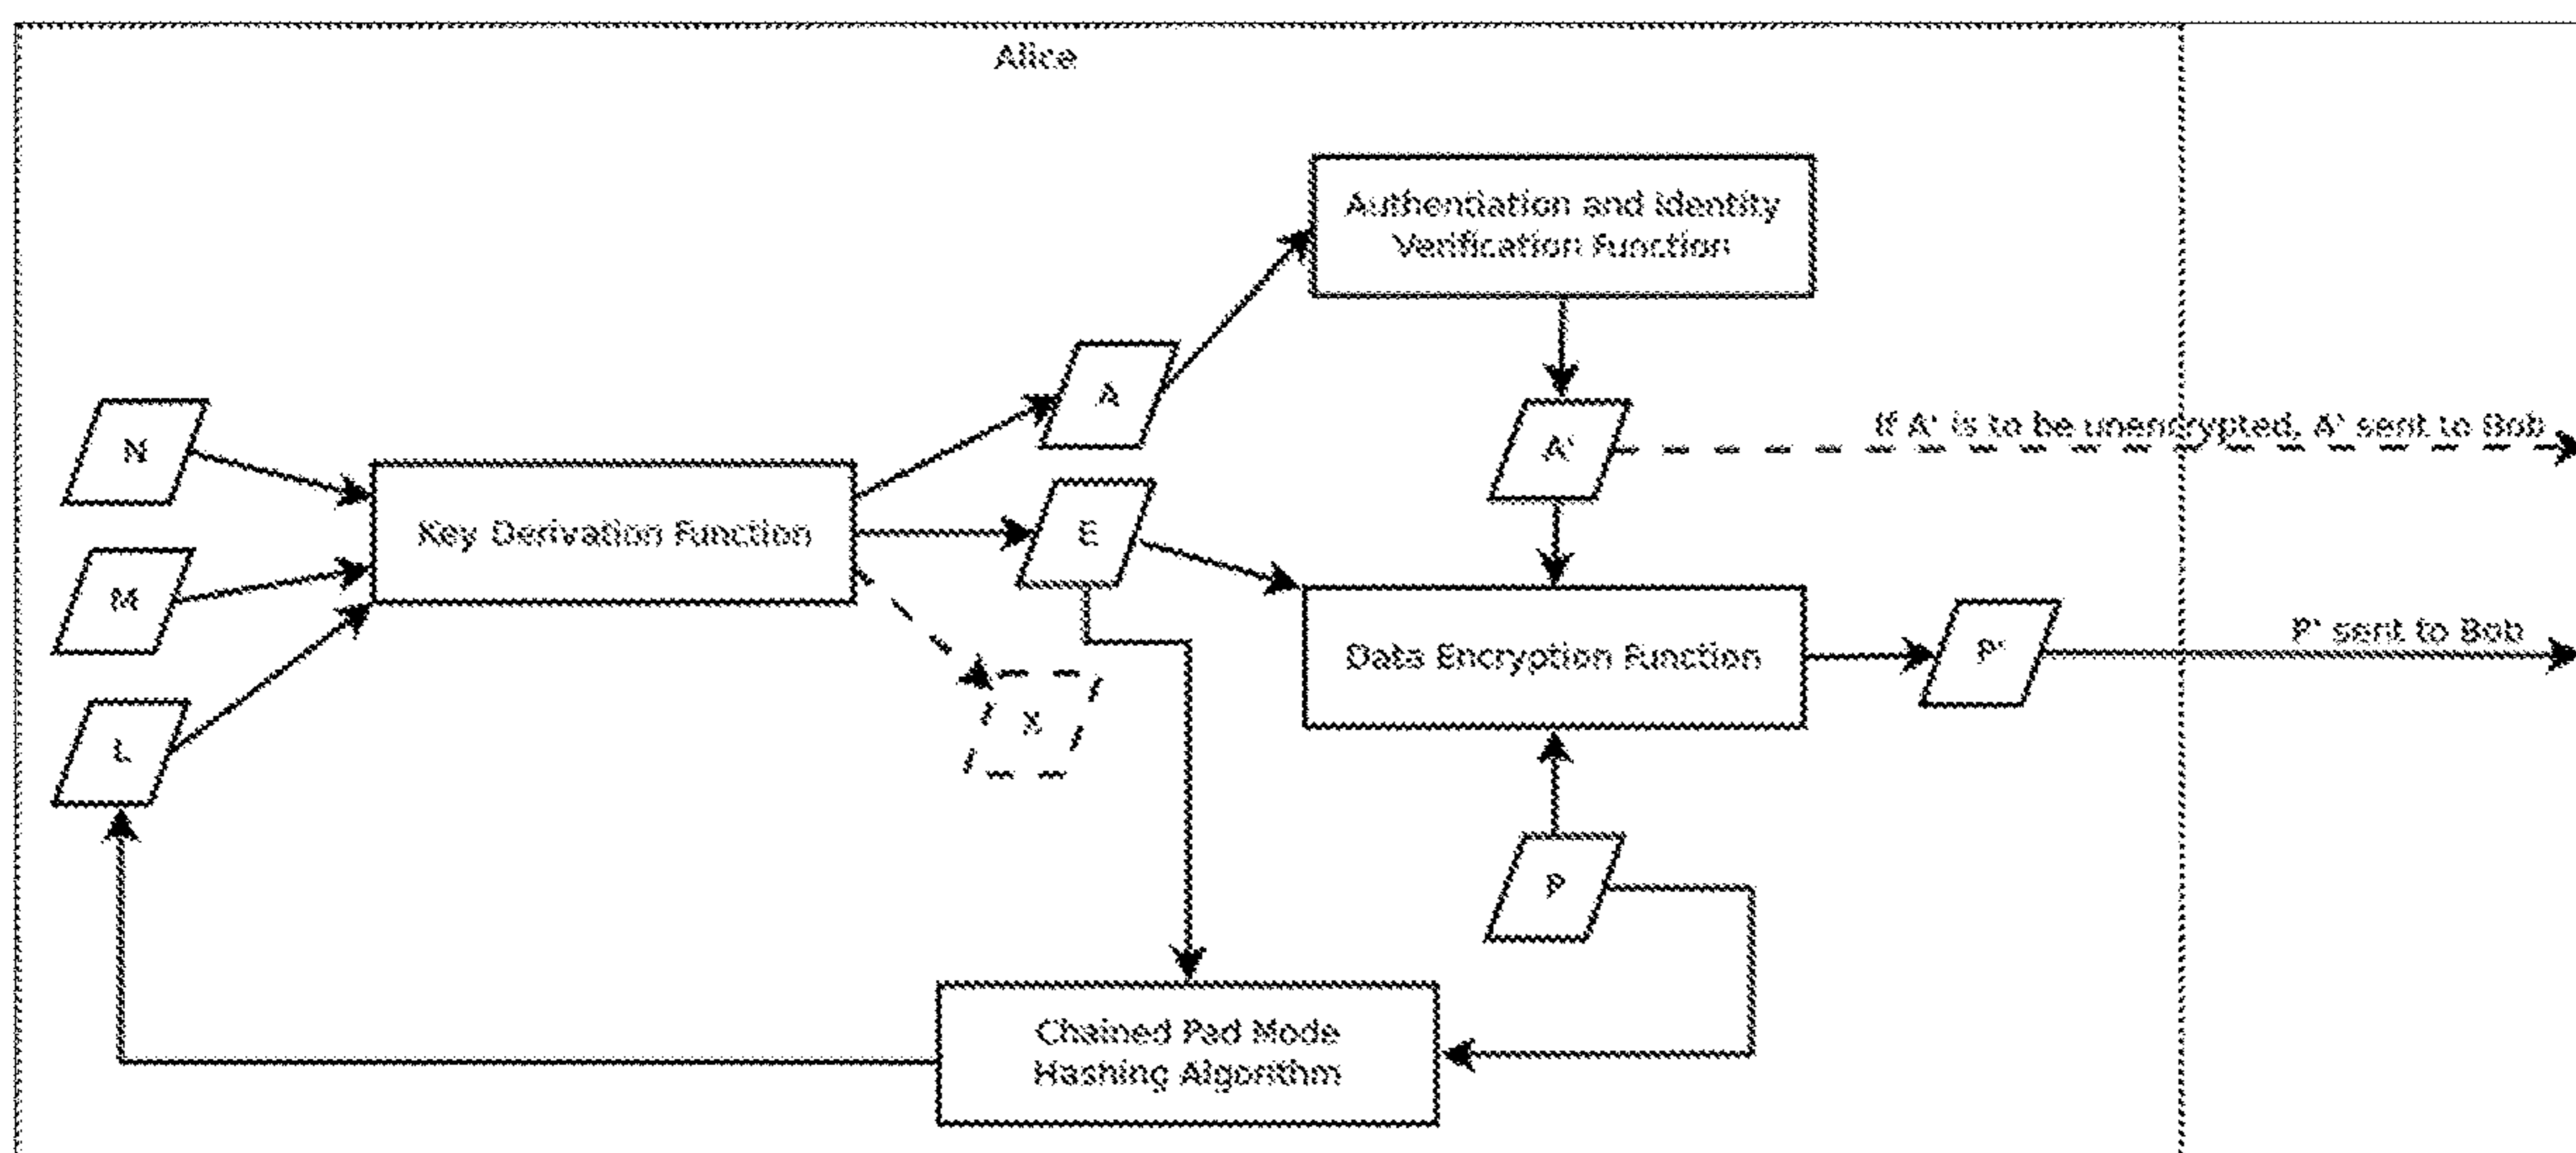 Alice
Authentiation and Identity
Verification Function
A
N
If A' is to be unencrypted, A' sent to Bob
A'
Key Derivation Function
E
M
P' sent to Bob
Data Encryption Function
P'
X
L
P
Chained Pad Mode
Hashing Algorithm